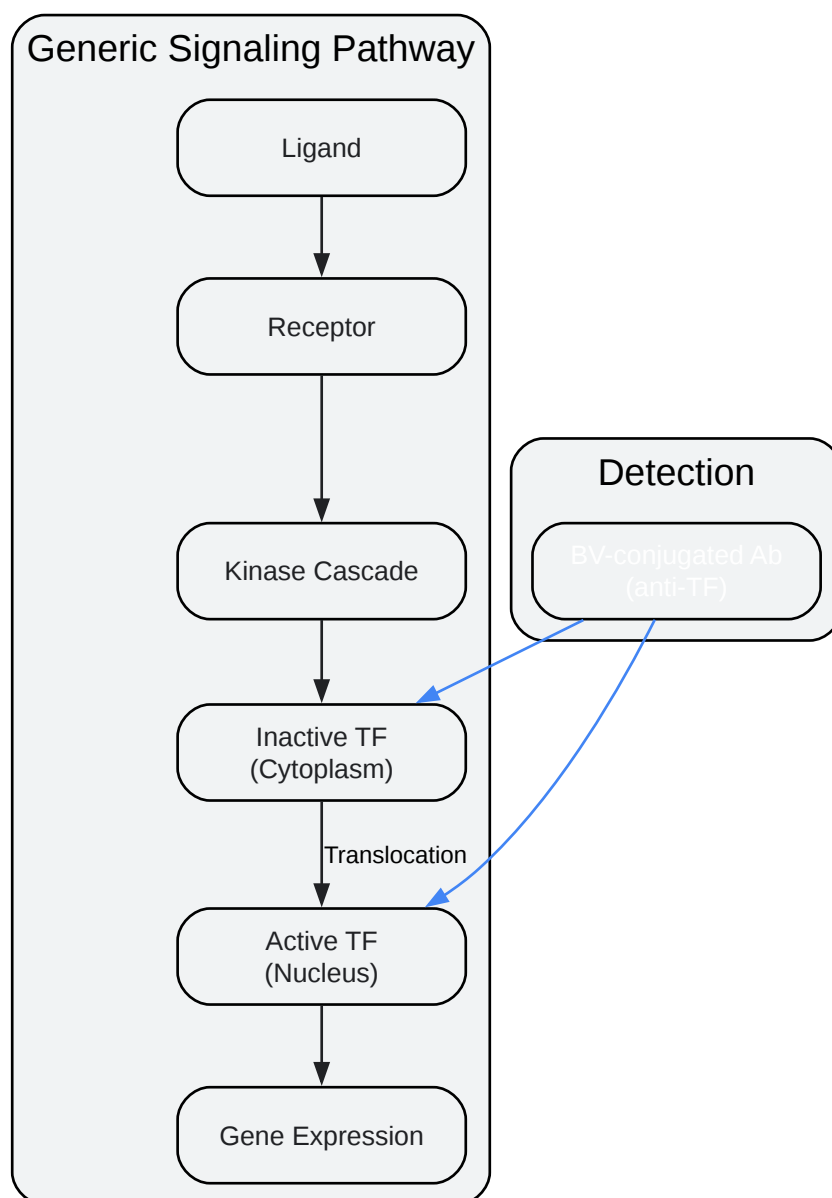 Generic Signaling Pathway
Ligand
Receptor
Kinase Cascade
Detection
BV-conjugated Ab
(anti-TF)
Inactive TF
(Cytoplasm)
Translocation
Active TF
(Nucleus)
Gene Expression